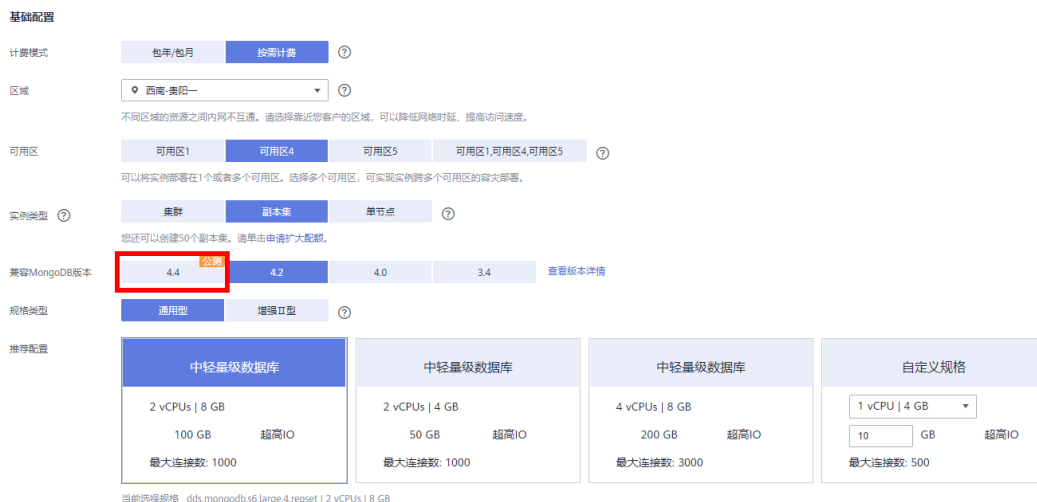 基础配置
计费模式 包年/包月 按需计费 ?
区域 西南-贵阳一 ?
不同区域的资源之间内网不互通。请选择靠近您客户的区域，可以降低网络时延、提高访问速度。
可用区 可用区1 可用区4 可用区5 可用区1,可用区4,可用区5 ?
可以将实例部署在1个或者多个可用区。选择多个可用区，可实现实例跨多个可用区的容灾部署。
实例类型 ? 集群 副本集 单节点 ?
您还可以创建50个副本集。请单击申请扩大配额。
公测
兼容MongoDB版本 4.4 4.2 4.0 3.4 查看版本详情
规格类型 通用型 增强II型 ?
推荐配置
中轻量级数据库 中轻量级数据库 中轻量级数据库 自定义规格
2 vCPUs | 8 GB 2 vCPUs | 4 GB 4 vCPUs | 8 GB 1 vCPU | 4 GB
100 GB 超高IO 50 GB 超高IO 200 GB 超高IO 10 GB 超高IO
最大连接数: 1000 最大连接数: 1000 最大连接数: 3000 最大连接数: 500
当前选择规格 dds.mongodb.s6.large.4.repset | 2 vCPUs | 8 GB